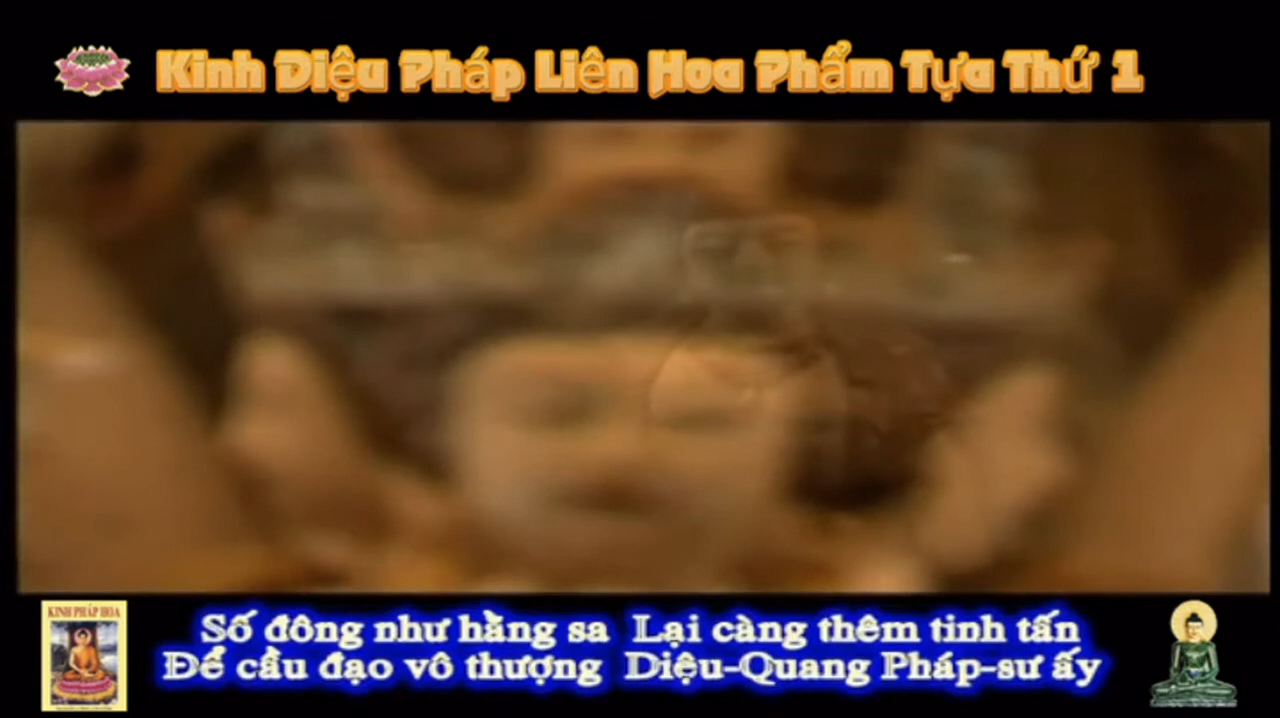 Kinh Diệu Pháp Liên Hoa Phẩm Tựa Thứ 1
KINH PHÁP HOA
Số đông như hằng sa Lại càng thêm tinh tấn
Để cầu đạo vô thượng Diệu-Quang Pháp-sư ấy